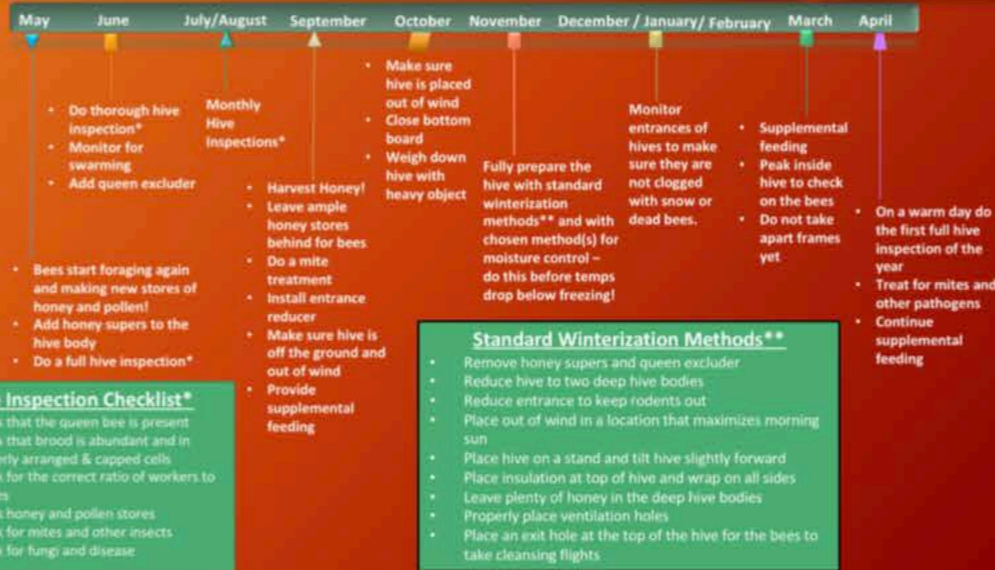 May June July/August September October November December / January/ February March April
• Bees start foraging again
and making new stores of
honey and pollen!
• Add honey supers to the
hive body
• Do a full hive inspection*
• Do thorough hive
inspection*
• Monitor for
swarming
• Add queen excluder
Monthly
Hive
Inspections*
• Harvest Honey!
• Leave ample
honey stores
behind for bees
• Do a mite
treatment
• Install entrance
reducer
• Make sure hive is
off the ground and
out of wind
• Provide
supplemental
feeding
• Make sure
hive is placed
out of wind
• Close bottom
board
• Weigh down
hive with
heavy object
Fully prepare the
hive with standard
winterization
methods** and with
chosen method(s) for
moisture control –
do this before temps
drop below freezing!
Monitor
entrances of
hives to make
sure they are
not clogged
with snow or
dead bees.
• Supplemental
feeding
• Peak inside
hive to check
on the bees
• Do not take
apart frames
yet
• On a warm day do
the first full hive
inspection of the
year
• Treat for mites and
other pathogens
• Continue
supplemental
feeding
Inspection Checklist*
that the queen bee is present
that brood is abundant and in
arranged & capped cells
for the correct ratio of workers to
honey and pollen stores
for mites and other insects
for fungi and disease
Standard Winterization Methods**
• Remove honey supers and queen excluder
• Reduce hive to two deep hive bodies
• Reduce entrance to keep rodents out
• Place out of wind in a location that maximizes morning
sun
• Place hive on a stand and tilt hive slightly forward
• Place insulation at top of hive and wrap on all sides
• Leave plenty of honey in the deep hive bodies
• Properly place ventilation holes
• Place an exit hole at the top of the hive for the bees to
take cleansing flights